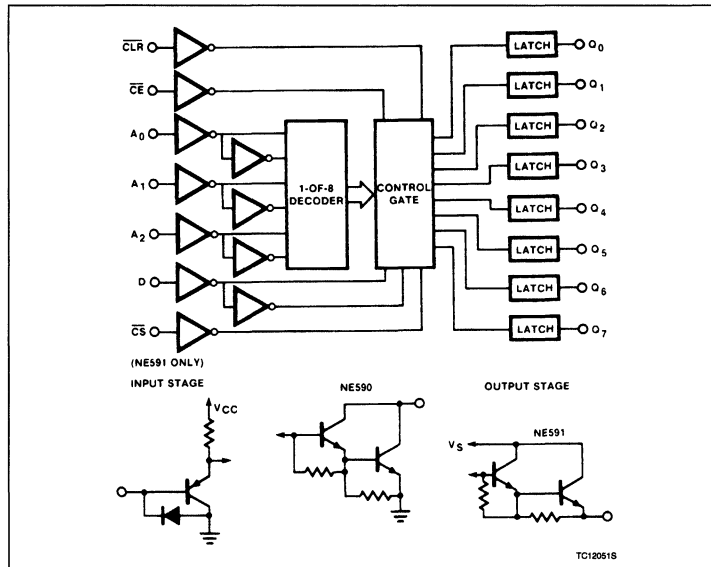 CLR
LATCH Q0
CE
LATCH Q1
A0
LATCH Q2
A1
1-OF-8 DECODER
CONTROL GATE
LATCH Q3
LATCH Q4
A2
LATCH Q5
D
LATCH Q6
CS
LATCH Q7
(NE591 ONLY)
INPUT STAGE
NE590
OUTPUT STAGE
VCC
NE591
VS
TC12051S